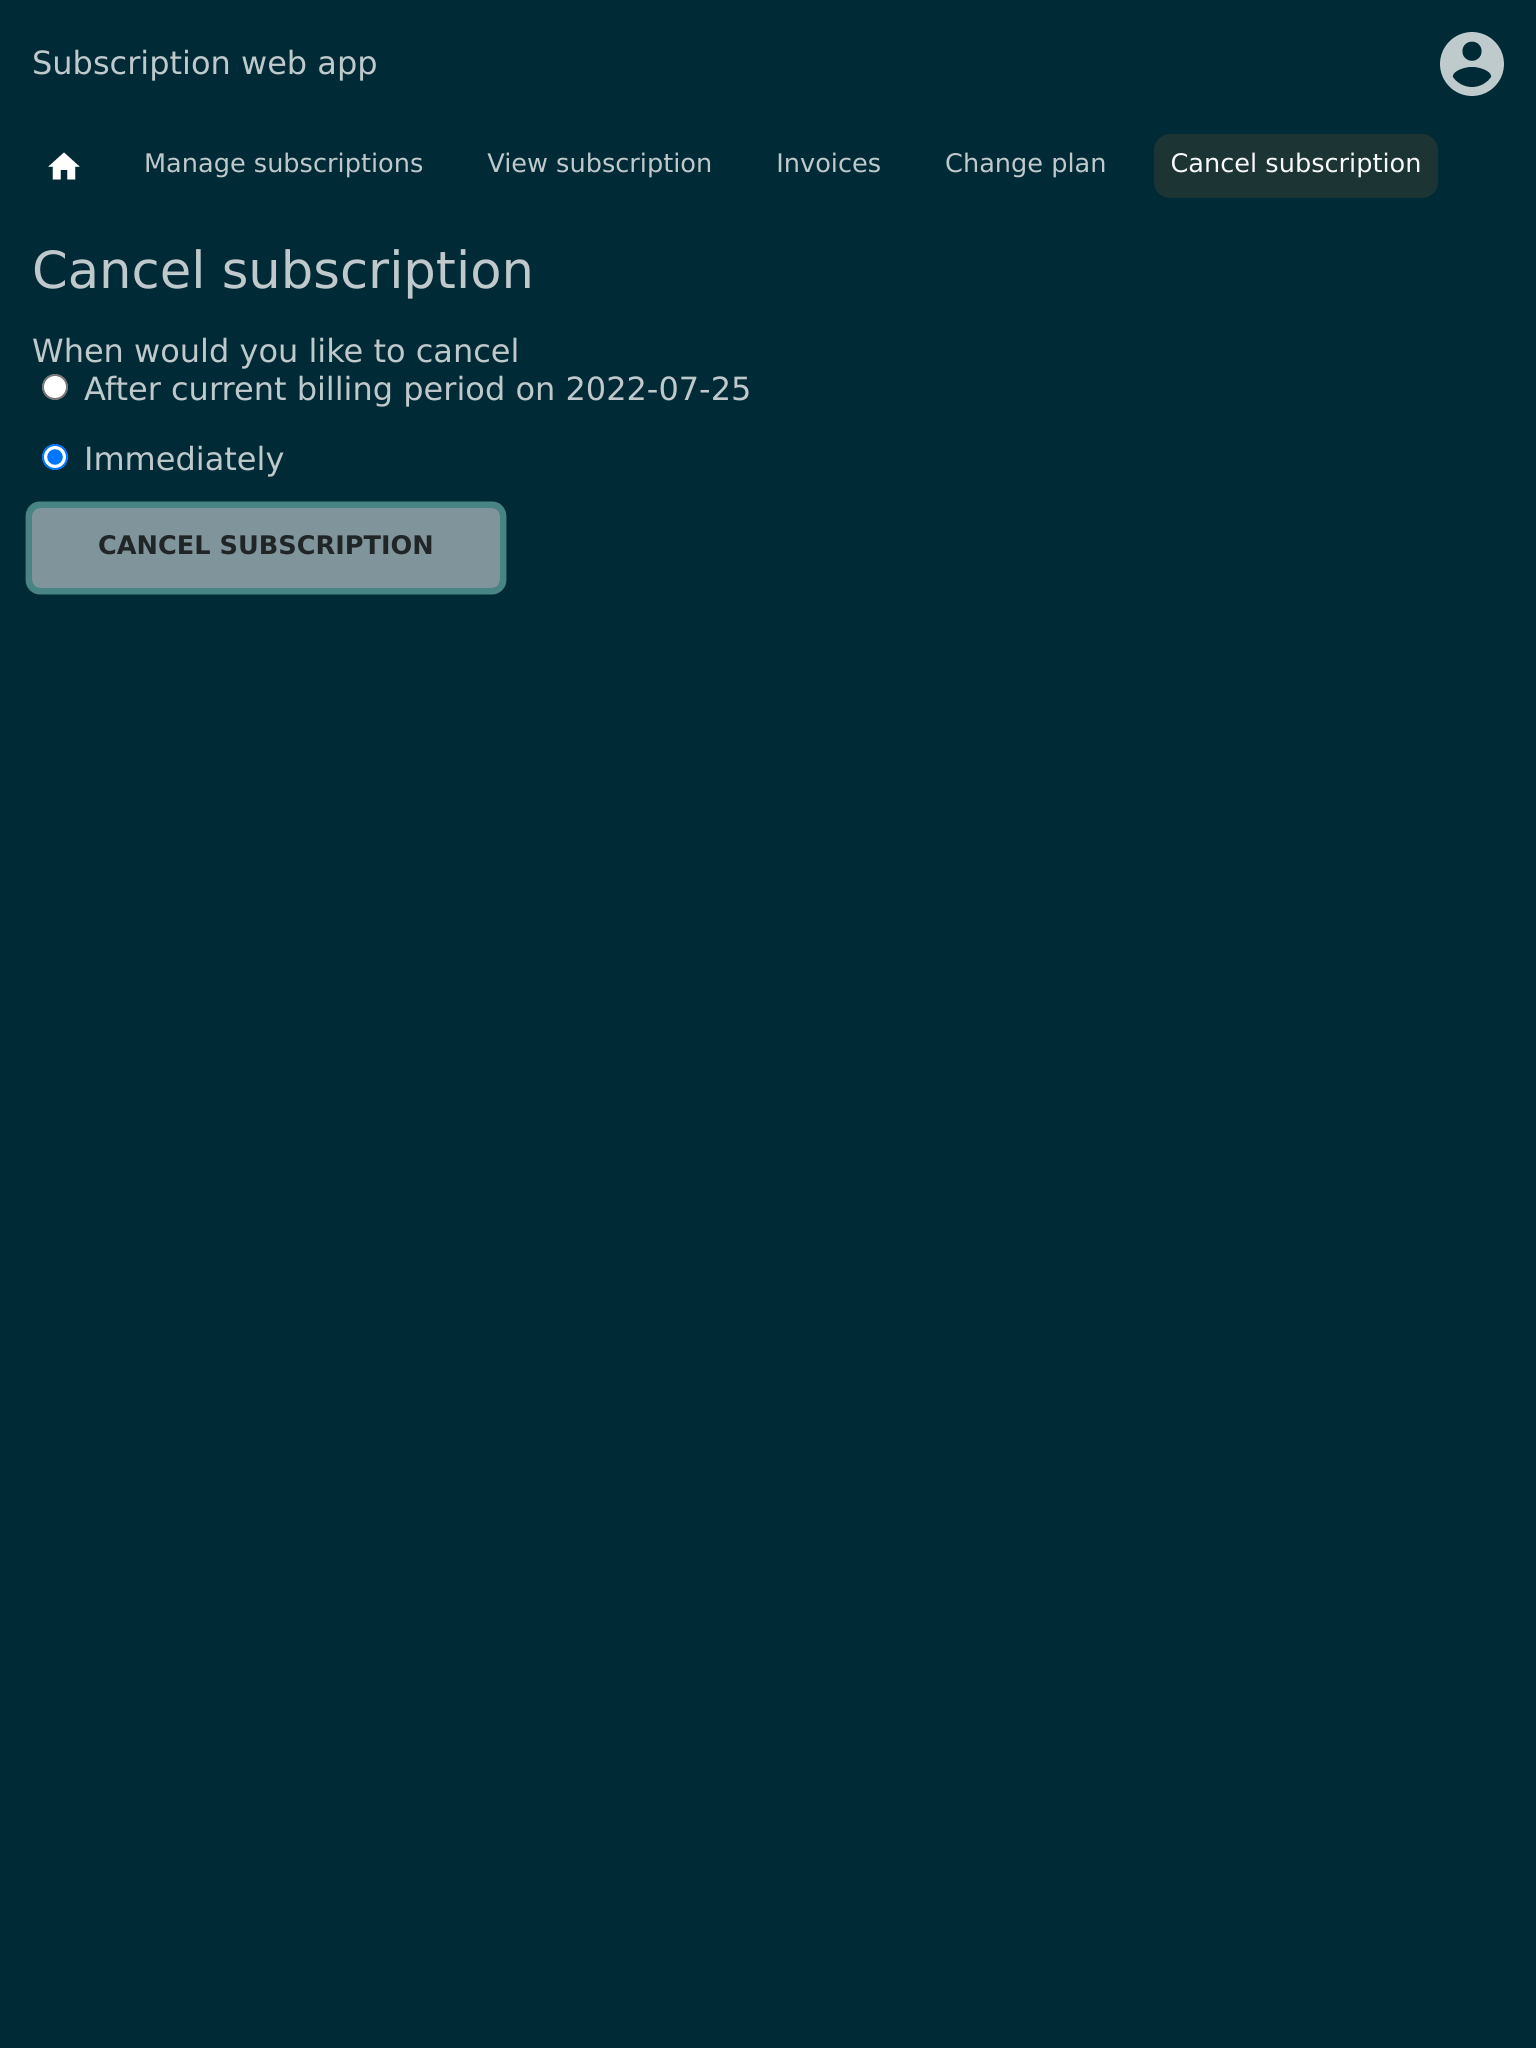 Subscription web app
Manage subscriptions View subscription Invoices Change plan Cancel subscription
Cancel subscription
When would you like to cancel
After current billing period on 2022-07-25
Immediately
CANCEL SUBSCRIPTION